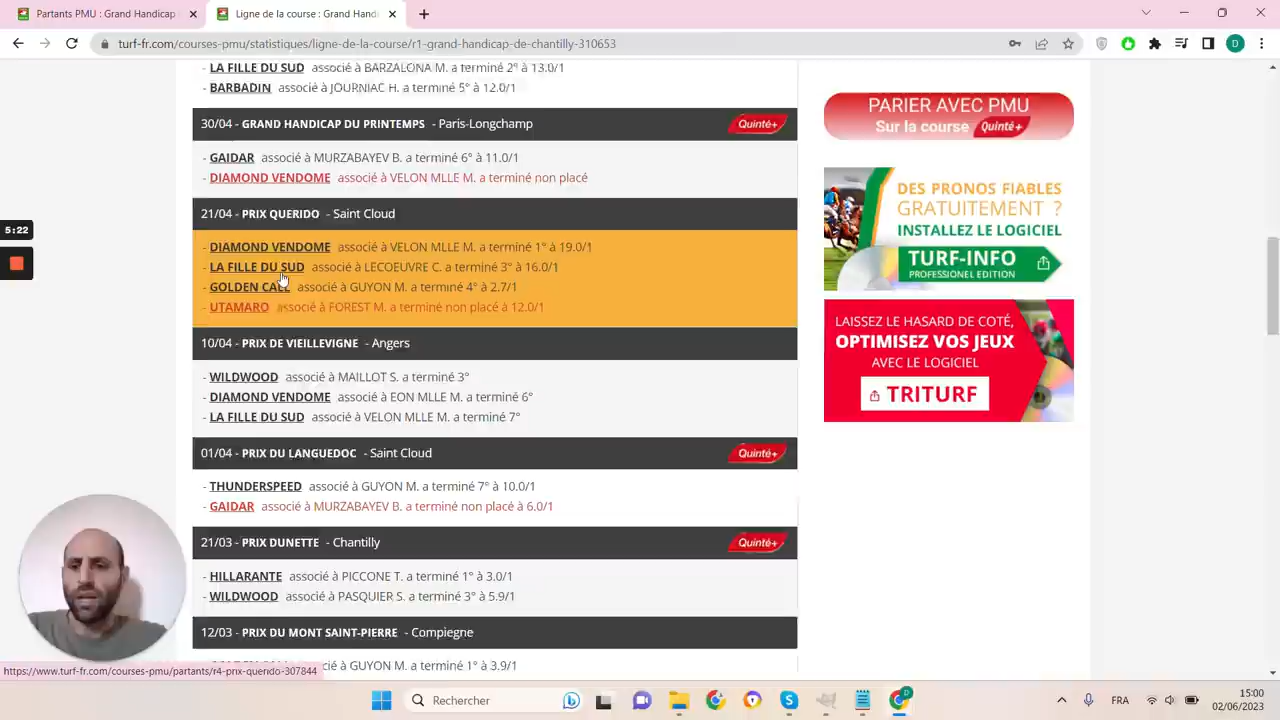 Partants PMU : GRAND HANDICA
Ligne de la course : Grand Handi
turf-fr.com/courses-pmu/statistiques/ligne-de-la-course/r1-grand-handicap-de-chantilly-310653
D
- LA FILLE DU SUD associé à BARZALONA M. a terminé 2° à 13.0/1
- BARBADIN associé à JOURNIAC H. a terminé 5° à 12.0/1
30/04 - GRAND HANDICAP DU PRINTEMPS - Paris-Longchamp Quinté+
- GAIDAR associé à MURZABAYEV B. a terminé 6° à 11.0/1
- DIAMOND VENDOME associé à VELON MLLE M. a terminé non placé
21/04 - PRIX QUERIDO - Saint Cloud
- DIAMOND VENDOME associé à VELON MLLE M. a terminé 1° à 19.0/1
- LA FILLE DU SUD associé à LECOEUVRE C. a terminé 3° à 16.0/1
- GOLDEN CALL associé à GUYON M. a terminé 4° à 2.7/1
- UTAMARO associé à FOREST M. a terminé non placé à 12.0/1
10/04 - PRIX DE VIEILLEVIGNE - Angers
- WILDWOOD associé à MAILLOT S. a terminé 3°
- DIAMOND VENDOME associé à EON MLLE M. a terminé 6°
- LA FILLE DU SUD associé à VELON MLLE M. a terminé 7°
01/04 - PRIX DU LANGUEDOC - Saint Cloud Quinté+
- THUNDERSPEED associé à GUYON M. a terminé 7° à 10.0/1
- GAIDAR associé à MURZABAYEV B. a terminé non placé à 6.0/1
21/03 - PRIX DUNETTE - Chantilly Quinté+
- HILLARANTE associé à PICCONE T. a terminé 1° à 3.0/1
- WILDWOOD associé à PASQUIER S. a terminé 3° à 5.9/1
12/03 - PRIX DU MONT SAINT-PIERRE - Compiegne
é à GUYON M. a terminé 1° à 3.9/1
PARIER AVEC PMU
Sur la course Quinté+
DES PRONOS FIABLES
GRATUITEMENT ?
INSTALLEZ LE LOGICIEL
TURF-INFO
PROFESSIONEL EDITION
LAISSEZ LE HASARD DE COTÉ,
OPTIMISEZ VOS JEUX
AVEC LE LOGICIEL
TRITURF
5:22
https://www.turf-fr.com/courses-pmu/partants/r4-prix-querido-307844
Rechercher
FRA
15:00
02/06/2023